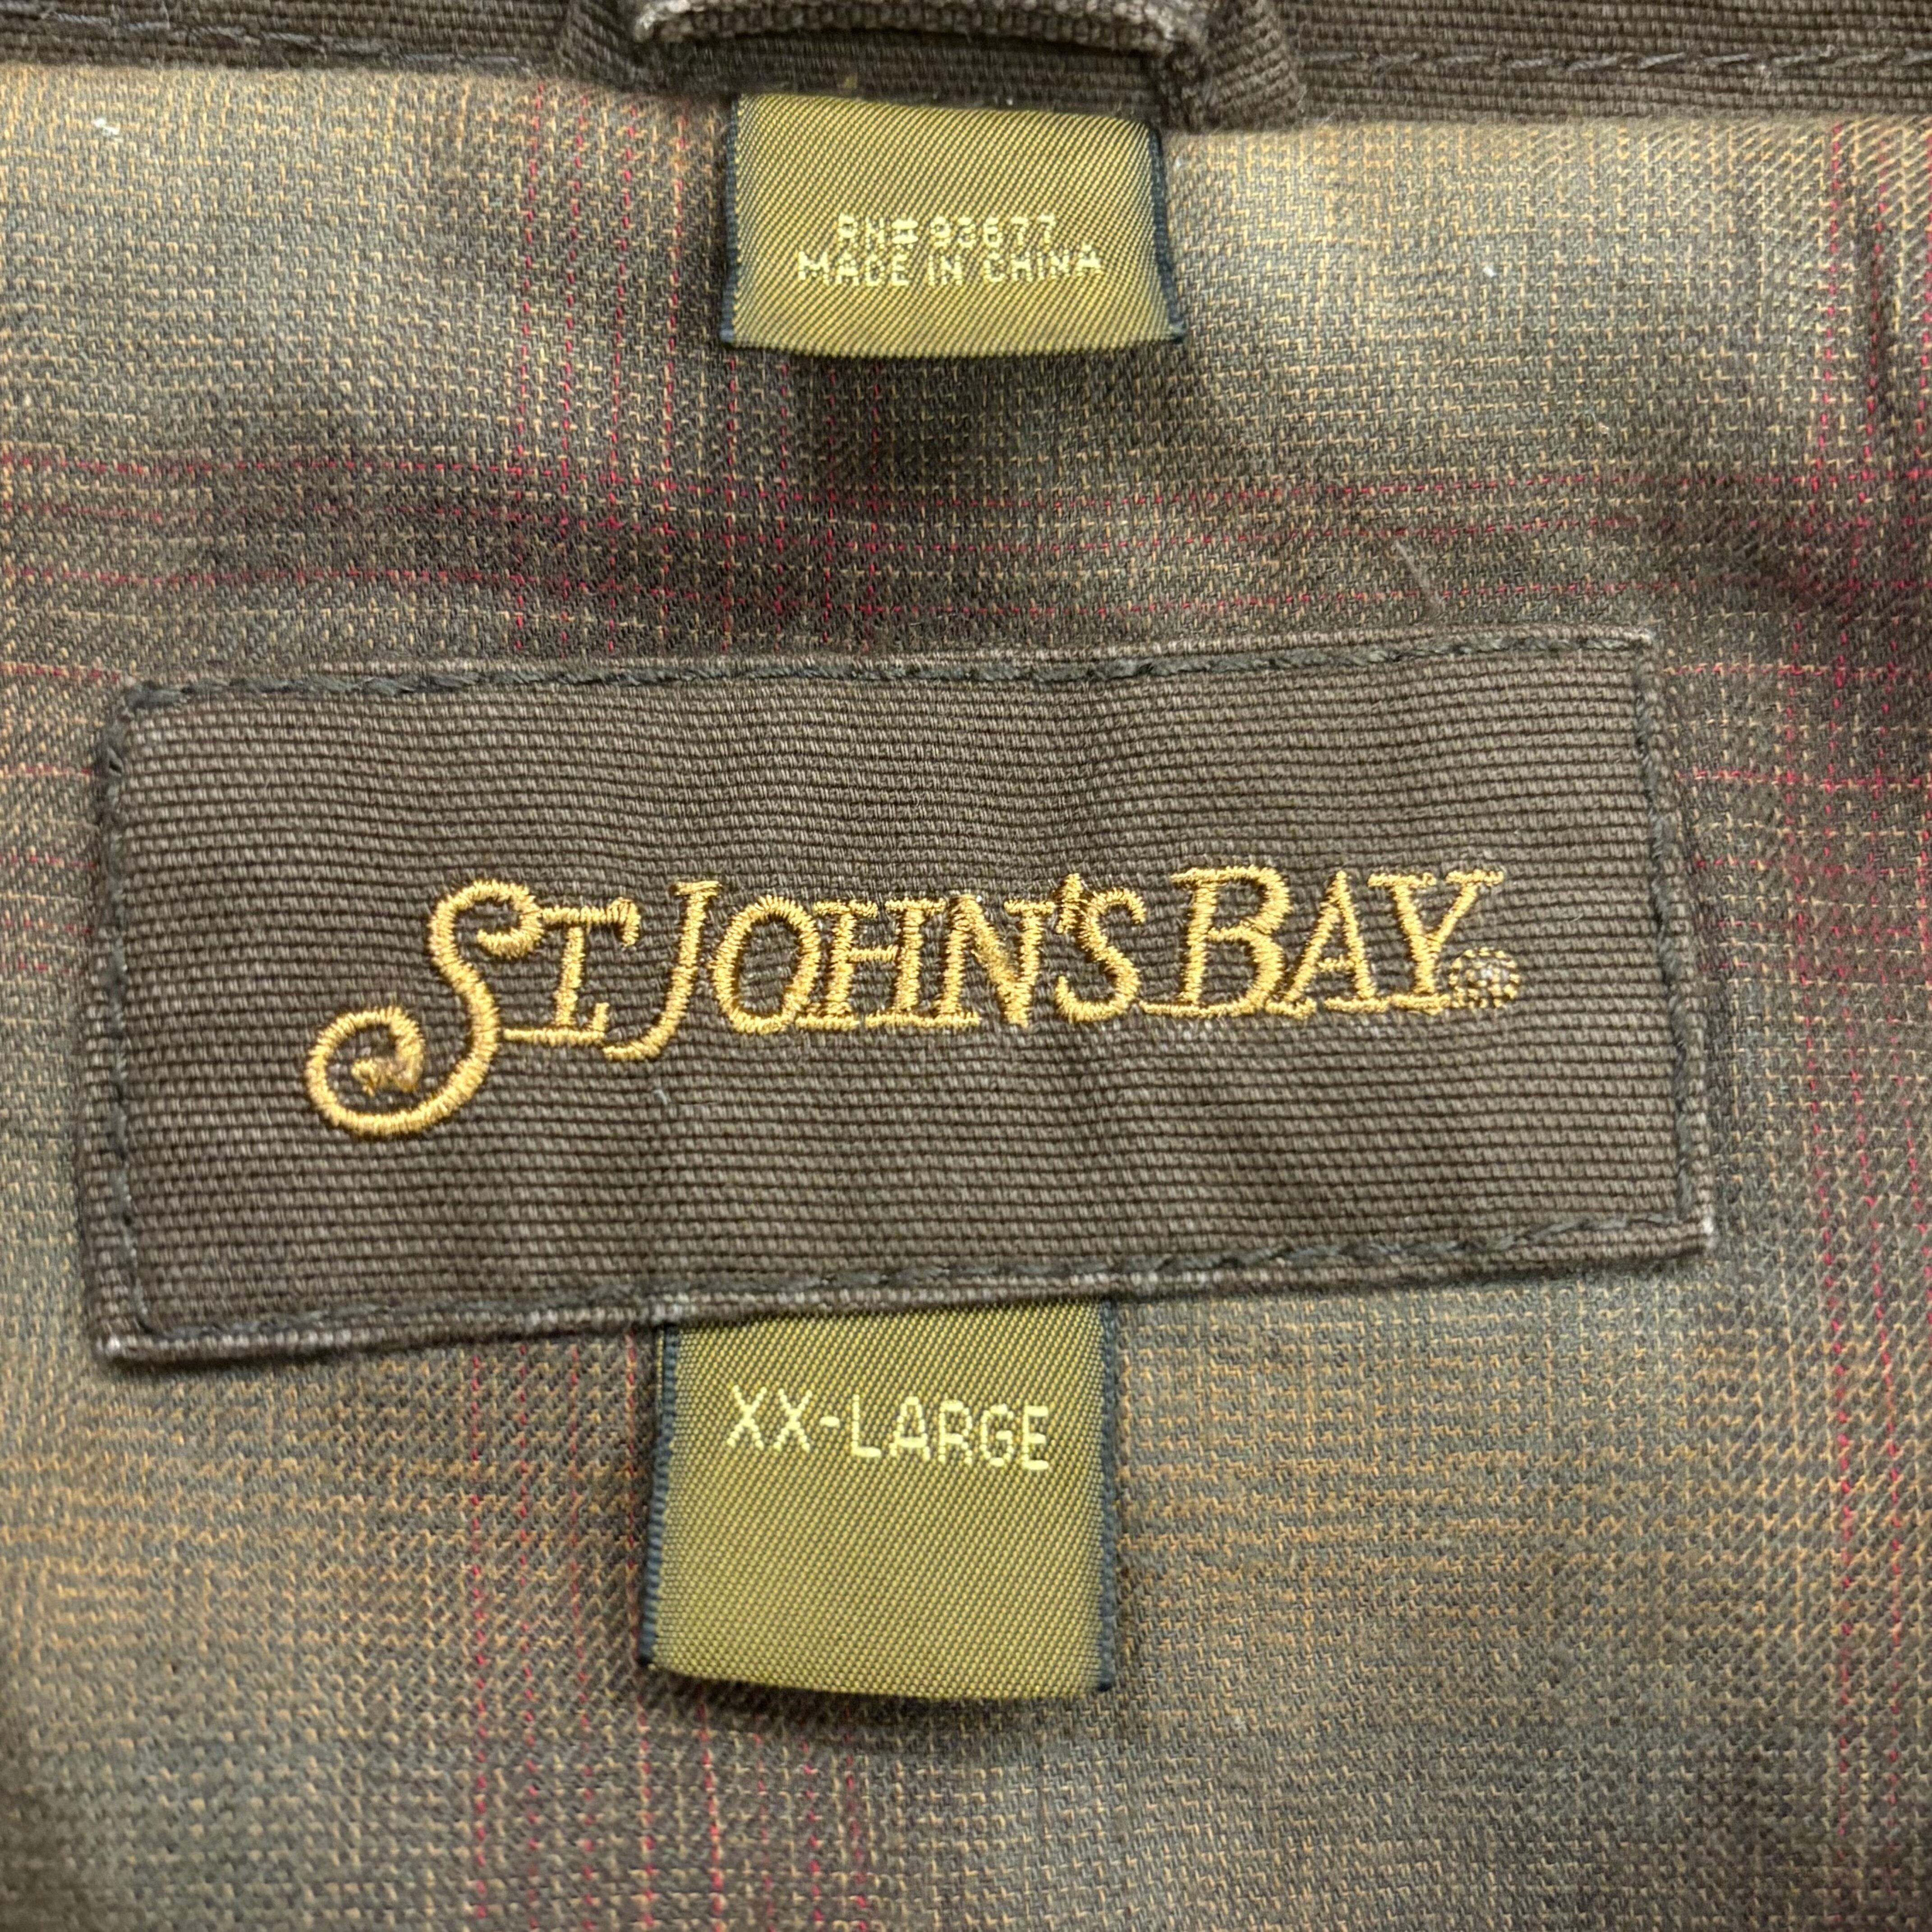 RN# 93677
MADE IN CHINA
ST. JOHN'S BAY®
XX-LARGE